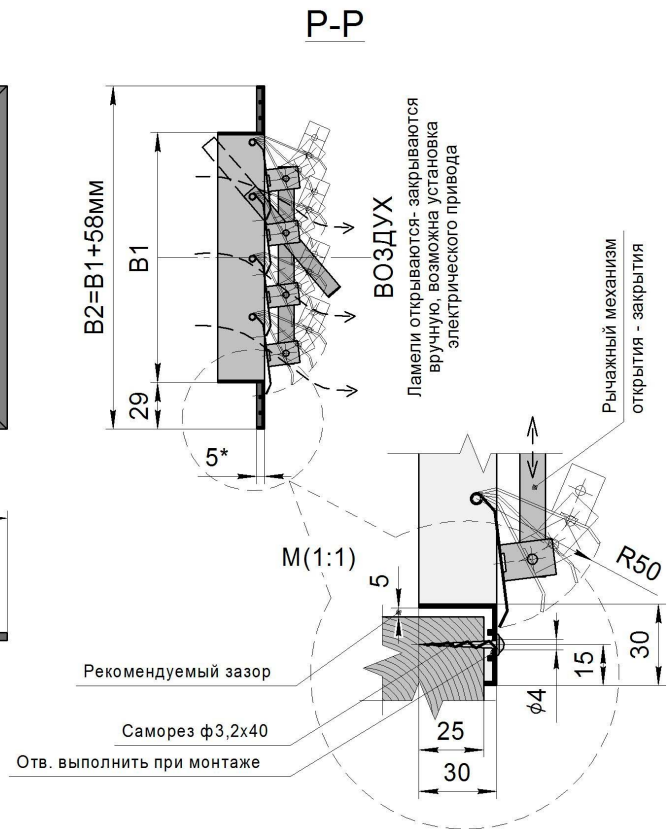 Р-Р
B2=B1+58мм
B1
29
5*
ВОЗДУХ
Ламели открываются- закрываются
вручную, возможна установка
электрического привода
Рычажный механизм
открытия - закрытия
М(1:1)
5
R50
30
15
ϕ4
25
30
Рекомендуемый зазор
Саморез ф3,2х40
Отв. выполнить при монтаже